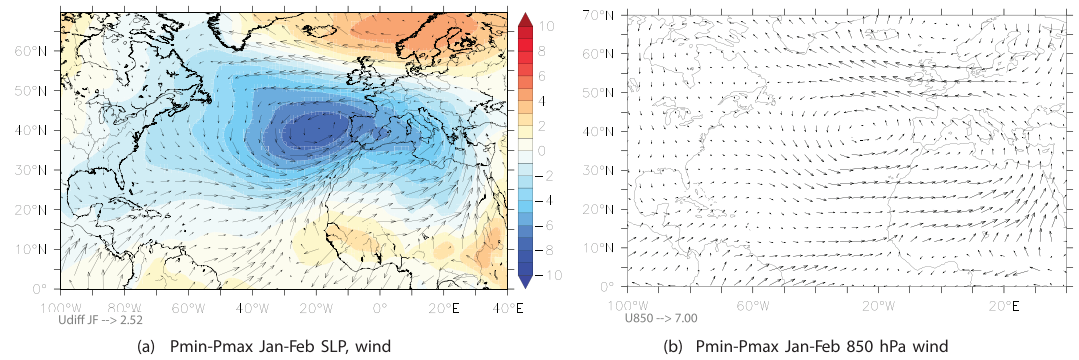 10
8
6
4
2
0
−2
−4
−6
−8
−10
60°N
50°N
40°N
30°N
20°N
10°N
0°
100°W 80°W 60°W 40°W 20°W 0° 20°E 40°E
Udiff JF --> 2.52
(a) Pmin-Pmax Jan-Feb SLP, wind
70°N
60°N
50°N
40°N
30°N
20°N
10°N
0°
100°W 60°W 20°W 20°E
U850 --> 7.00
(b) Pmin-Pmax Jan-Feb 850 hPa wind